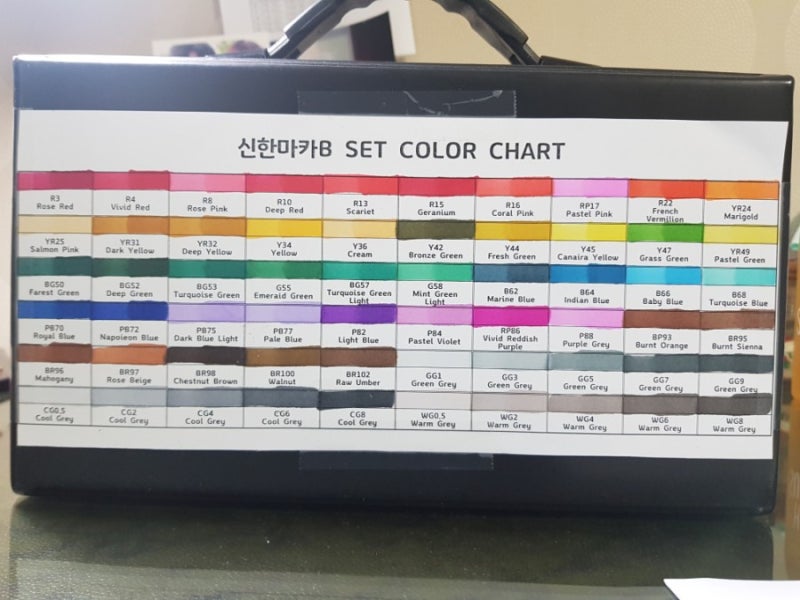 신한마카B SET COLOR CHART
R3 R4 R8 R10 R13 R15 R16 RP17 R22 YR24
Rose Red Vivid Red Rose Pink Deep Red Scarlet Geranium Coral Pink Pastel Pink French Vermilion Marigold
YR25 YR31 YR32 Y34 Y36 Y42 Y44 Y45 Y47 YR49
Salmon Pink Dark Yellow Deep Yellow Yellow Cream Bronze Green Fresh Green Canaira Yellow Grass Green Pastel Green
BG50 BG52 BG53 G55 BG57 G58 B62 B64 B66 B68
Farest Green Deep Green Turquoise Green Emerald Green Turquoise Green Light Mint Green Light Marine Blue Indian Blue Baby Blue Turquoise Blue
PB70 PB72 PB75 PB77 P82 P84 RP86 P88 BR93 BR95
Royal Blue Napoieon Blue Dark Blue Light Pale Blue Light Blue Pastel Violet Vivid Reddish Purple Purple Grey Burnt Orange Burnt Sienna
BR96 BR97 BR98 BR100 BR102 GG1 GG3 GG5 GG7 GG9
Mahogany Rose Beige Chestnut Brown Walnut Raw Umber Green Grey Green Grey Green Grey Green Grey Green Grey
CG0.5 CG2 CG4 CG6 CG8 WG0.5 WG2 WG4 WG6 WG8
Cool Grey Cool Grey Cool Grey Cool Grey Cool Grey Warm Grey Warm Grey Warm Grey Warm Grey Warm Grey